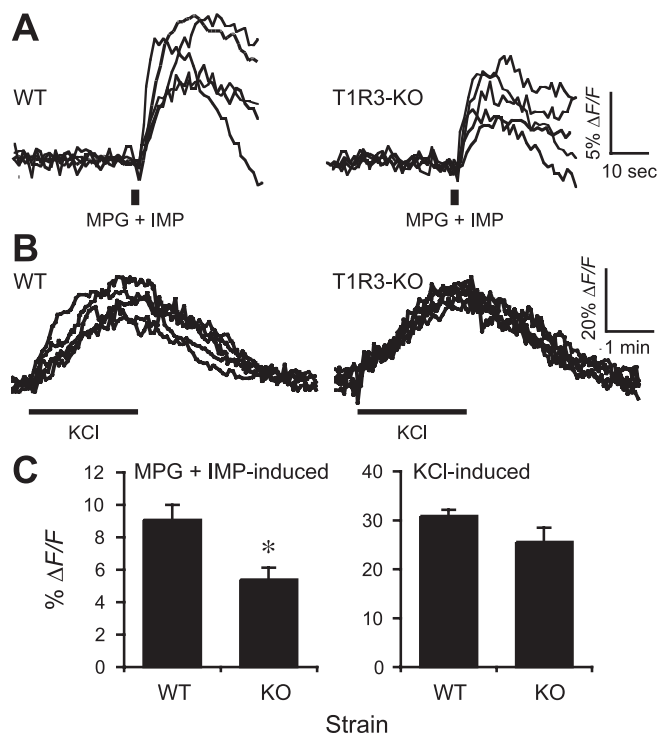 A
WT
T1R3-KO
5% ΔF/F
10 sec
MPG + IMP
MPG + IMP
B
WT
T1R3-KO
20% ΔF/F
1 min
KCl
KCl
C
MPG + IMP-induced
KCl-induced
% ΔF/F
12
10
8
6
4
2
0
*
WT
KO
40
30
20
10
0
WT
KO
Strain